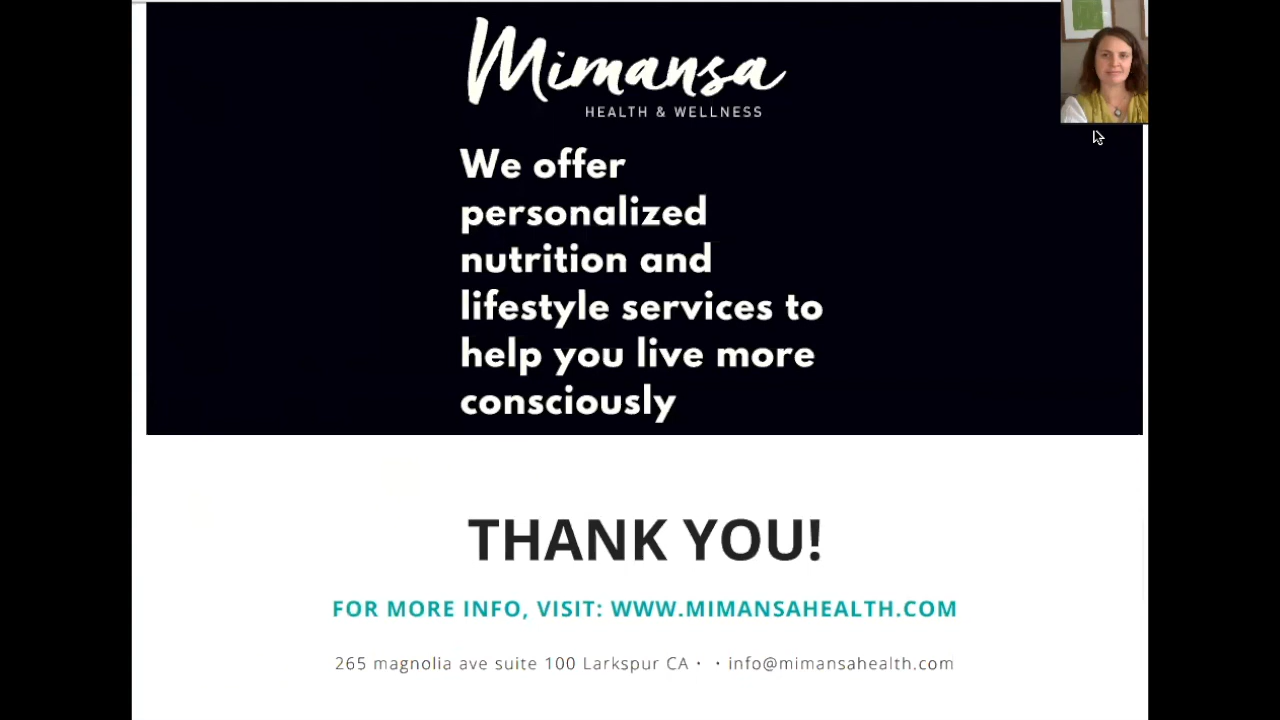 Mimansa
HEALTH & WELLNESS
We offer
personalized
nutrition and
lifestyle services to
help you live more
consciously
THANK YOU!
FOR MORE INFO, VISIT: WWW.MIMANSAHEALTH.COM
265 magnolia ave suite 100 Larkspur CA · · info@mimansahealth.com